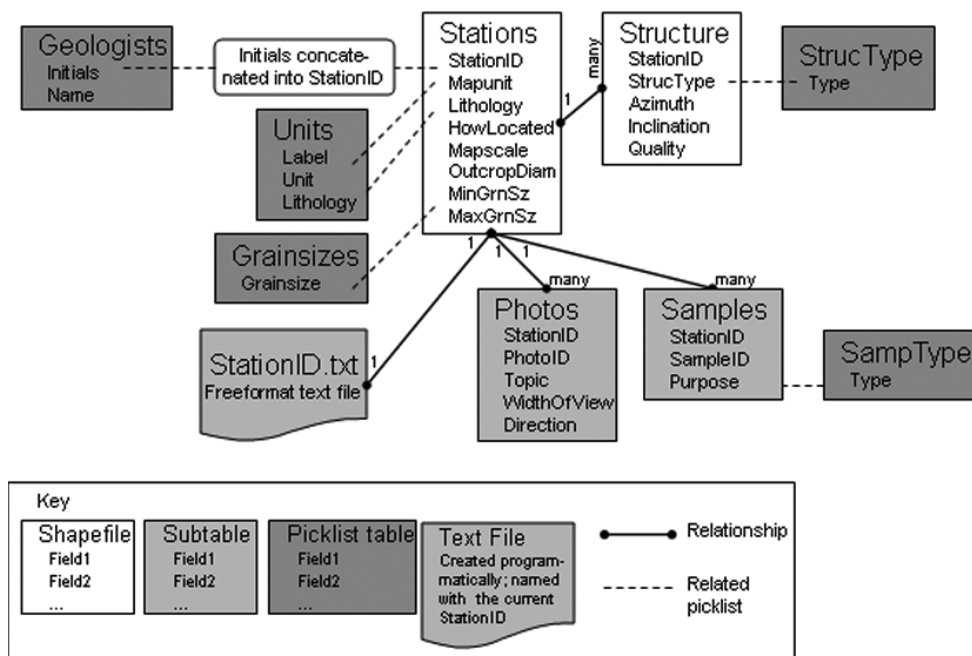 Geologists
Initials
Name
Initials concate-
nated into StationID
Stations
StationID
Mapunit
Lithology
HowLocated
Mapscale
OutcropDiam
MinGrnSz
MaxGrnSz
1
many
Structure
StationID
StrucType
Azimuth
Inclination
Quality
StrucType
Type
Units
Label
Unit
Lithology
Grainsizes
Grainsize
1
1
1
many
many
StationID.txt
Freeformat text file
1
Photos
StationID
PhotoID
Topic
WidthOfView
Direction
Samples
StationID
SampleID
Purpose
SampType
Type
Key
Shapefile
Field1
Field2
...
Subtable
Field1
Field2
...
Picklist table
Field1
Field2
...
Text File
Created program-
matically; named
with the current
StationID
Relationship
Related
picklist